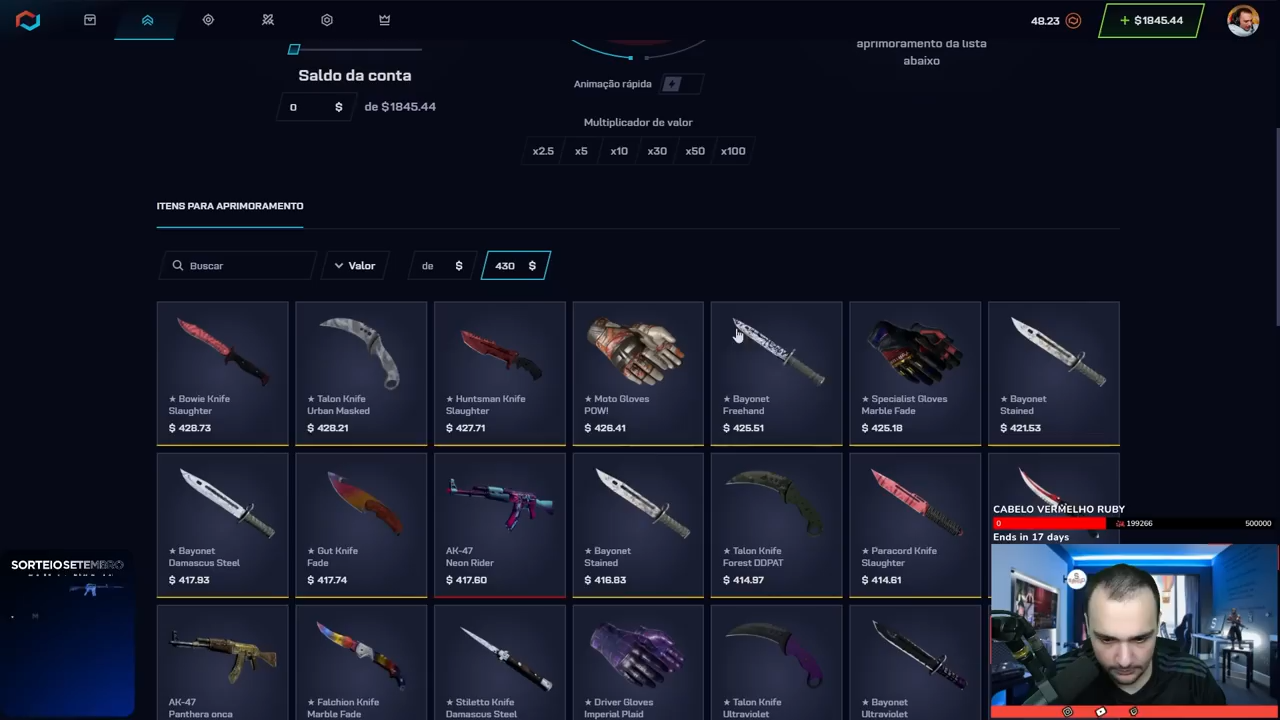 48.23
+ $1845.44
Saldo da conta
0 $ de $1845.44
aprimoramento da lista
abaixo
Animação rápida
Multiplicador de valor
x2.5 x5 x10 x30 x50 x100
ITENS PARA APRIMORAMENTO
Buscar Valor de $ 430 $
★ Bowie Knife
Slaughter
$ 428.73
★ Talon Knife
Urban Masked
$ 428.21
★ Huntsman Knife
Slaughter
$ 427.71
★ Moto Gloves
POW!
$ 426.41
★ Bayonet
Freehand
$ 425.51
★ Specialist Gloves
Marble Fade
$ 425.18
★ Bayonet
Stained
$ 421.53
★ Bayonet
Damascus Steel
$ 417.93
★ Gut Knife
Fade
$ 417.74
AK-47
Neon Rider
$ 417.60
★ Bayonet
Stained
$ 416.83
★ Talon Knife
Forest DDPAT
$ 414.97
★ Paracord Knife
Slaughter
$ 414.61
AK-47
Panthera onca
★ Falchion Knife
Marble Fade
★ Stiletto Knife
Damascus Steel
★ Driver Gloves
Imperial Plaid
★ Talon Knife
Ultraviolet
★ Bayonet
Ultraviolet
CABELO VERMELHO RUBY
0 199266 500000
Ends in 17 days
SORTEIO SETEMBRO